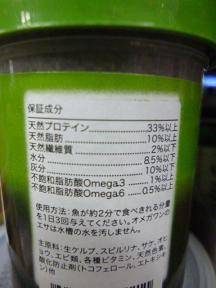 保証成分
天然プロテイン.................33%以上
天然脂肪............................10%以上
天然繊維質........................2%以下
水分....................................8.5%以下
灰分....................................10%以下
不飽和脂肪酸Omega3........1%以上
不飽和脂肪酸Omega6........0.5%以上
使用方法:魚が約2分で食べきれる分量
を1日3回与えてください。オメガワンの
エサは水槽の水を汚しません。
主原料:生ケルプ、スピルリナ、サケ、オヒ
ョウ、エビ類、各種ビタミン、天然色素、
酸化防止剤(トコフェロール、エトキシキ
ン)他